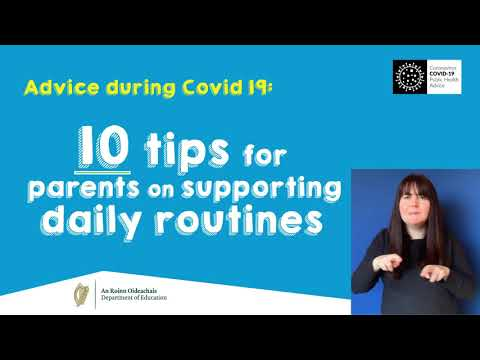 Advice during Covid 19:
Coronavirus
COVID-19
Public Health
Advice
10 tips for
parents on supporting
daily routines
An Roinn Oideachais
Department of Education